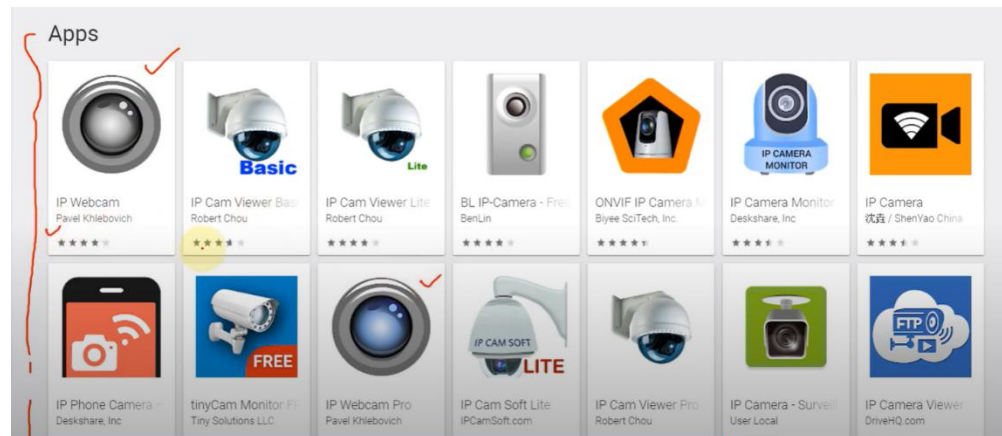 Apps
Basic
Lite
IP CAMERA
MONITOR
IP Webcam
Pavel Khlebovich
IP Cam Viewer Bas
Robert Chou
IP Cam Viewer Lite
Robert Chou
BL IP-Camera - Free
BenLin
ONVIF IP Camera M
Biyee SciTech, Inc.
IP Camera Monitor
Deskshare, Inc
IP Camera
沈垚 / ShenYao China
FREE
IP CAM SOFT
LITE
FTP
IP Phone Camera –
Deskshare, Inc
tinyCam Monitor FR
Tiny Solutions LLC
IP Webcam Pro
Pavel Khlebovich
IP Cam Soft Lite
IPCamSoft.com
IP Cam Viewer Pro
Robert Chou
IP Camera - Surveil
User Local
IP Camera Viewer
DriveHQ.com